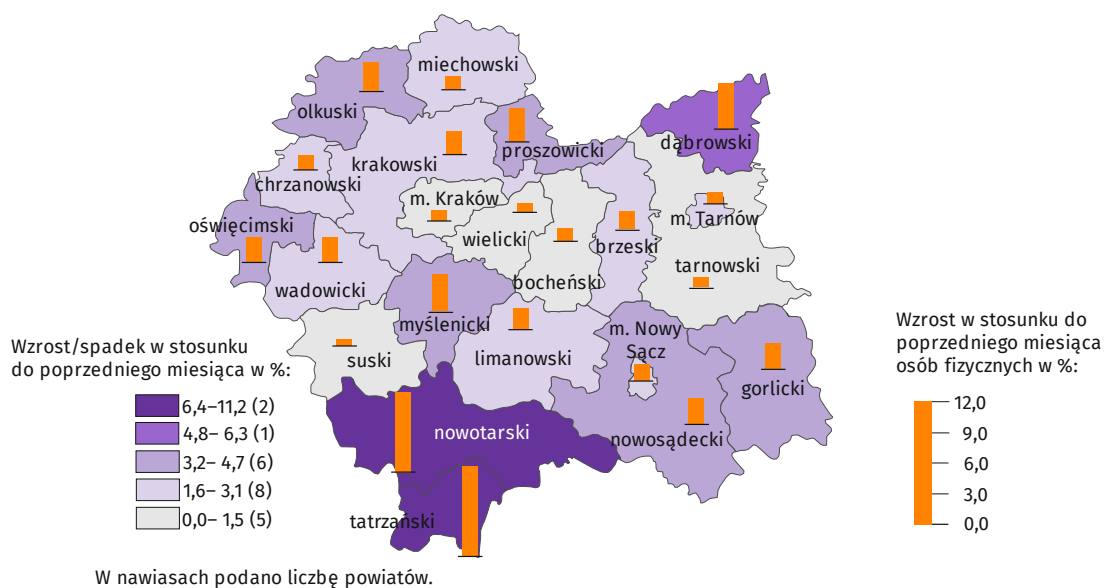 miechowski
olkuski
proszowicki
dąbrowski
krakowski
chrzanowski
m. Kraków
m. Tarnów
oświęcimski
wielicki
brzeski
tarnowski
bocheński
wadowicki
myślenicki
m. Nowy
Sącz
limanowski
suski
gorlicki
nowotarski
nowosądecki
tatrzański
Wzrost/spadek w stosunku
do poprzedniego miesiąca w %:
6,4–11,2 (2)
4,8– 6,3 (1)
3,2– 4,7 (6)
1,6– 3,1 (8)
0,0– 1,5 (5)
Wzrost w stosunku do
poprzedniego miesiąca
osób fizycznych w %:
12,0
9,0
6,0
3,0
0,0
W nawiasach podano liczbę powiatów.